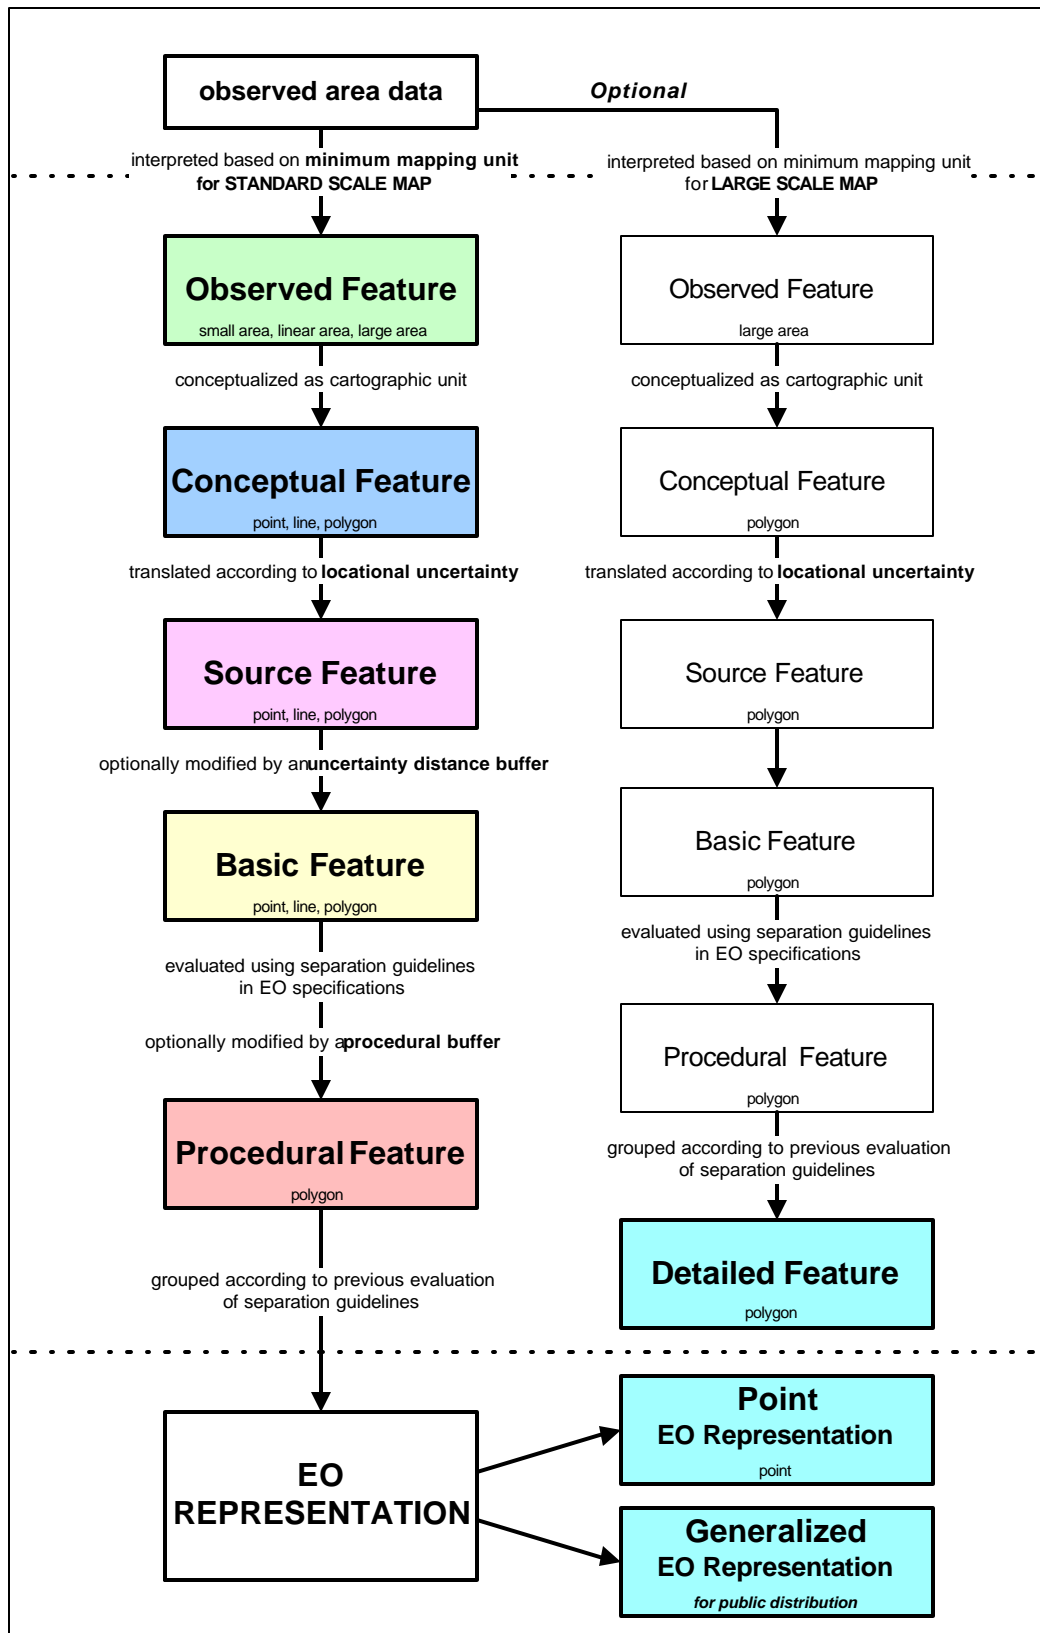 observed area data
Optional
interpreted based on minimum mapping unit
for STANDARD SCALE MAP
interpreted based on minimum mapping unit
for LARGE SCALE MAP
Observed Feature
small area, linear area, large area
Observed Feature
large area
conceptualized as cartographic unit
conceptualized as cartographic unit
Conceptual Feature
point, line, polygon
Conceptual Feature
polygon
translated according to locational uncertainty
translated according to locational uncertainty
Source Feature
point, line, polygon
Source Feature
polygon
optionally modified by an uncertainty distance buffer
Basic Feature
point, line, polygon
Basic Feature
polygon
evaluated using separation guidelines
in EO specifications
evaluated using separation guidelines
in EO specifications
optionally modified by a procedural buffer
Procedural Feature
polygon
Procedural Feature
polygon
grouped according to previous evaluation
of separation guidelines
grouped according to previous evaluation
of separation guidelines
Detailed Feature
polygon
EO
REPRESENTATION
Point
EO Representation
point
Generalized
EO Representation
for public distribution